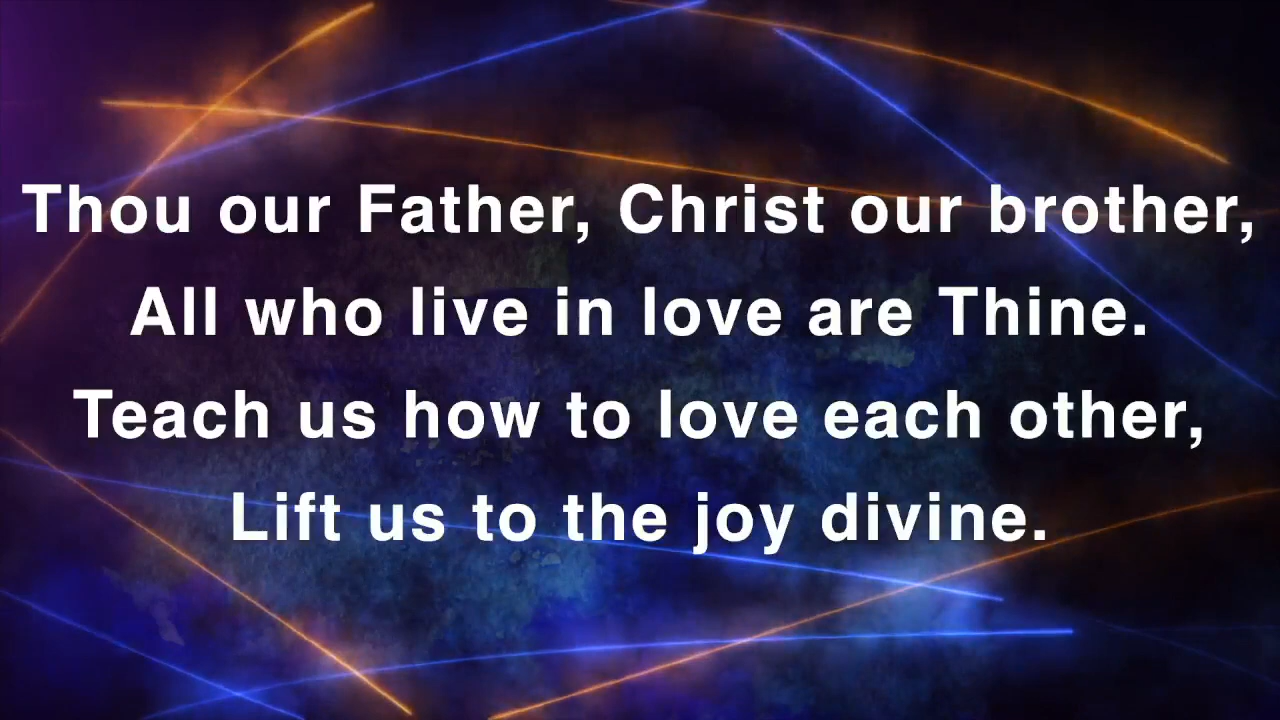 Thou our Father, Christ our brother,
All who live in love are Thine.
Teach us how to love each other,
Lift us to the joy divine.